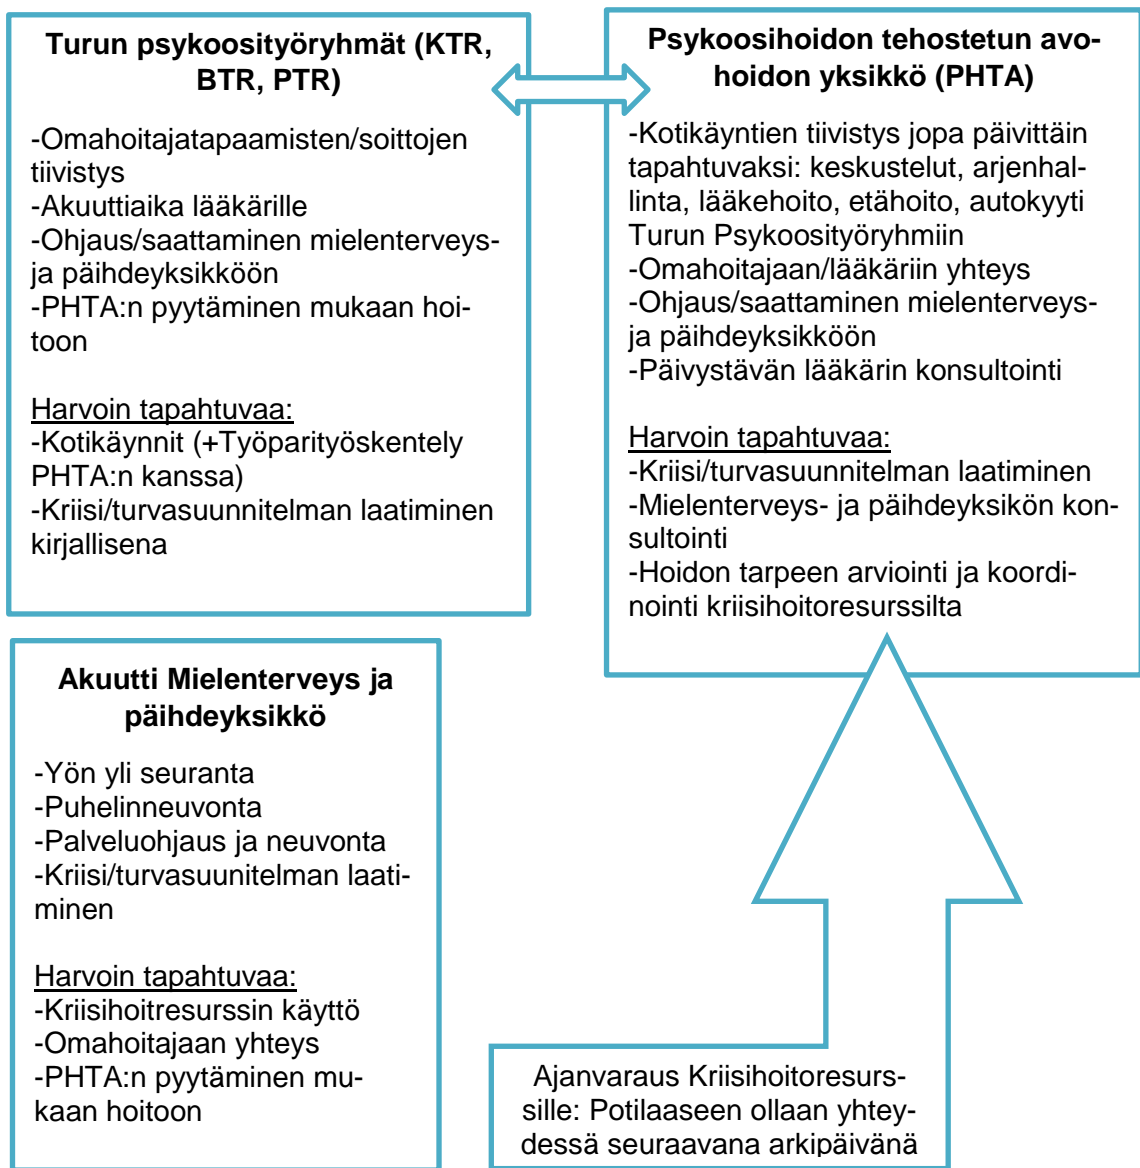 Turun psykoosityöryhmät (KTR,
BTR, PTR)
-Omahoitajatapaamisten/soittojen
tiivistys
-Akuuttiaika lääkärille
-Ohjaus/saattaminen mielenterveys-
ja päihdeyksikköön
-PHTA:n pyytäminen mukaan hoi-
toon
Harvoin tapahtuvaa:
-Kotikäynnit (+Työparityöskentely
PHTA:n kanssa)
-Kriisi/turvasuunnitelman laatiminen
kirjallisena
Psykoosihoidon tehostetun avo-
hoidon yksikkö (PHTA)
-Kotikäyntien tiivistys jopa päivittäin
tapahtuvaksi: keskustelut, arjenhal-
linta, lääkehoito, etähoito, autokyyti
Turun Psykoosityöryhmiin
-Omahoitajaan/lääkäriin yhteys
-Ohjaus/saattaminen mielenterveys-
ja päihdeyksikköön
-Päivystävän lääkärin konsultointi
Harvoin tapahtuvaa:
-Kriisi/turvasuunnitelman laatiminen
-Mielenterveys- ja päihdeyksikön kon-
sultointi
-Hoidon tarpeen arviointi ja koordi-
nointi kriisihoitoresurssilta
Akuutti Mielenterveys ja
päihdeyksikkö
-Yön yli seuranta
-Puhelinneuvonta
-Palveluohjaus ja neuvonta
-Kriisi/turvasuunitelman laati-
minen
Harvoin tapahtuvaa:
-Kriisihoitresurssin käyttö
-Omahoitajaan yhteys
-PHTA:n pyytäminen mu-
kaan hoitoon
Ajanvaraus Kriisihoitoresurs-
sille: Potilaaseen ollaan yhtey-
dessä seuraavana arkipäivänä